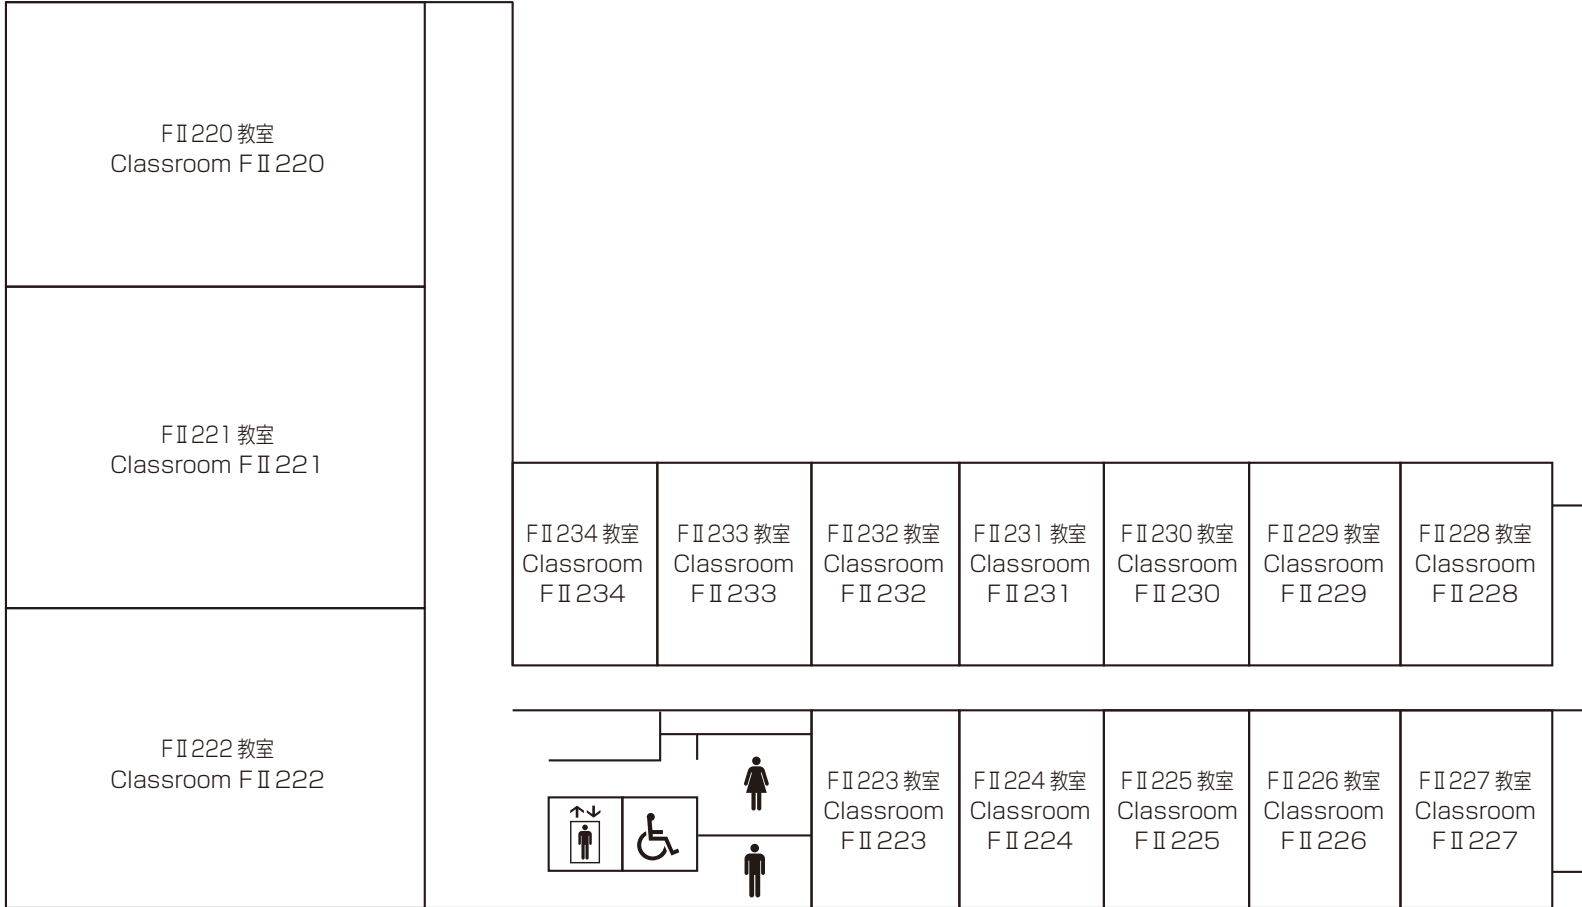 FⅡ220 教室
Classroom FⅡ220
FⅡ221 教室
Classroom FⅡ221
FⅡ222 教室
Classroom FⅡ222
FⅡ234 教室
Classroom
FⅡ234
FⅡ233 教室
Classroom
FⅡ233
FⅡ232 教室
Classroom
FⅡ232
FⅡ231 教室
Classroom
FⅡ231
FⅡ230 教室
Classroom
FⅡ230
FⅡ229 教室
Classroom
FⅡ229
FⅡ228 教室
Classroom
FⅡ228
FⅡ223 教室
Classroom
FⅡ223
FⅡ224 教室
Classroom
FⅡ224
FⅡ225 教室
Classroom
FⅡ225
FⅡ226 教室
Classroom
FⅡ226
FⅡ227 教室
Classroom
FⅡ227